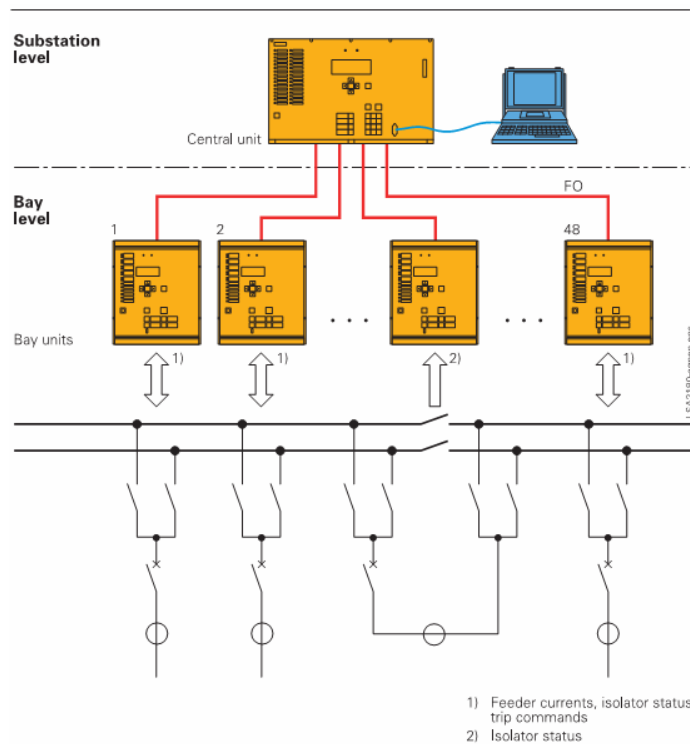 Substation
level
Central unit
Bay
level
FO
1
2
48
Bay units
1)
1)
2)
1)
1) Feeder currents, isolator status
trip commands
2) Isolator status